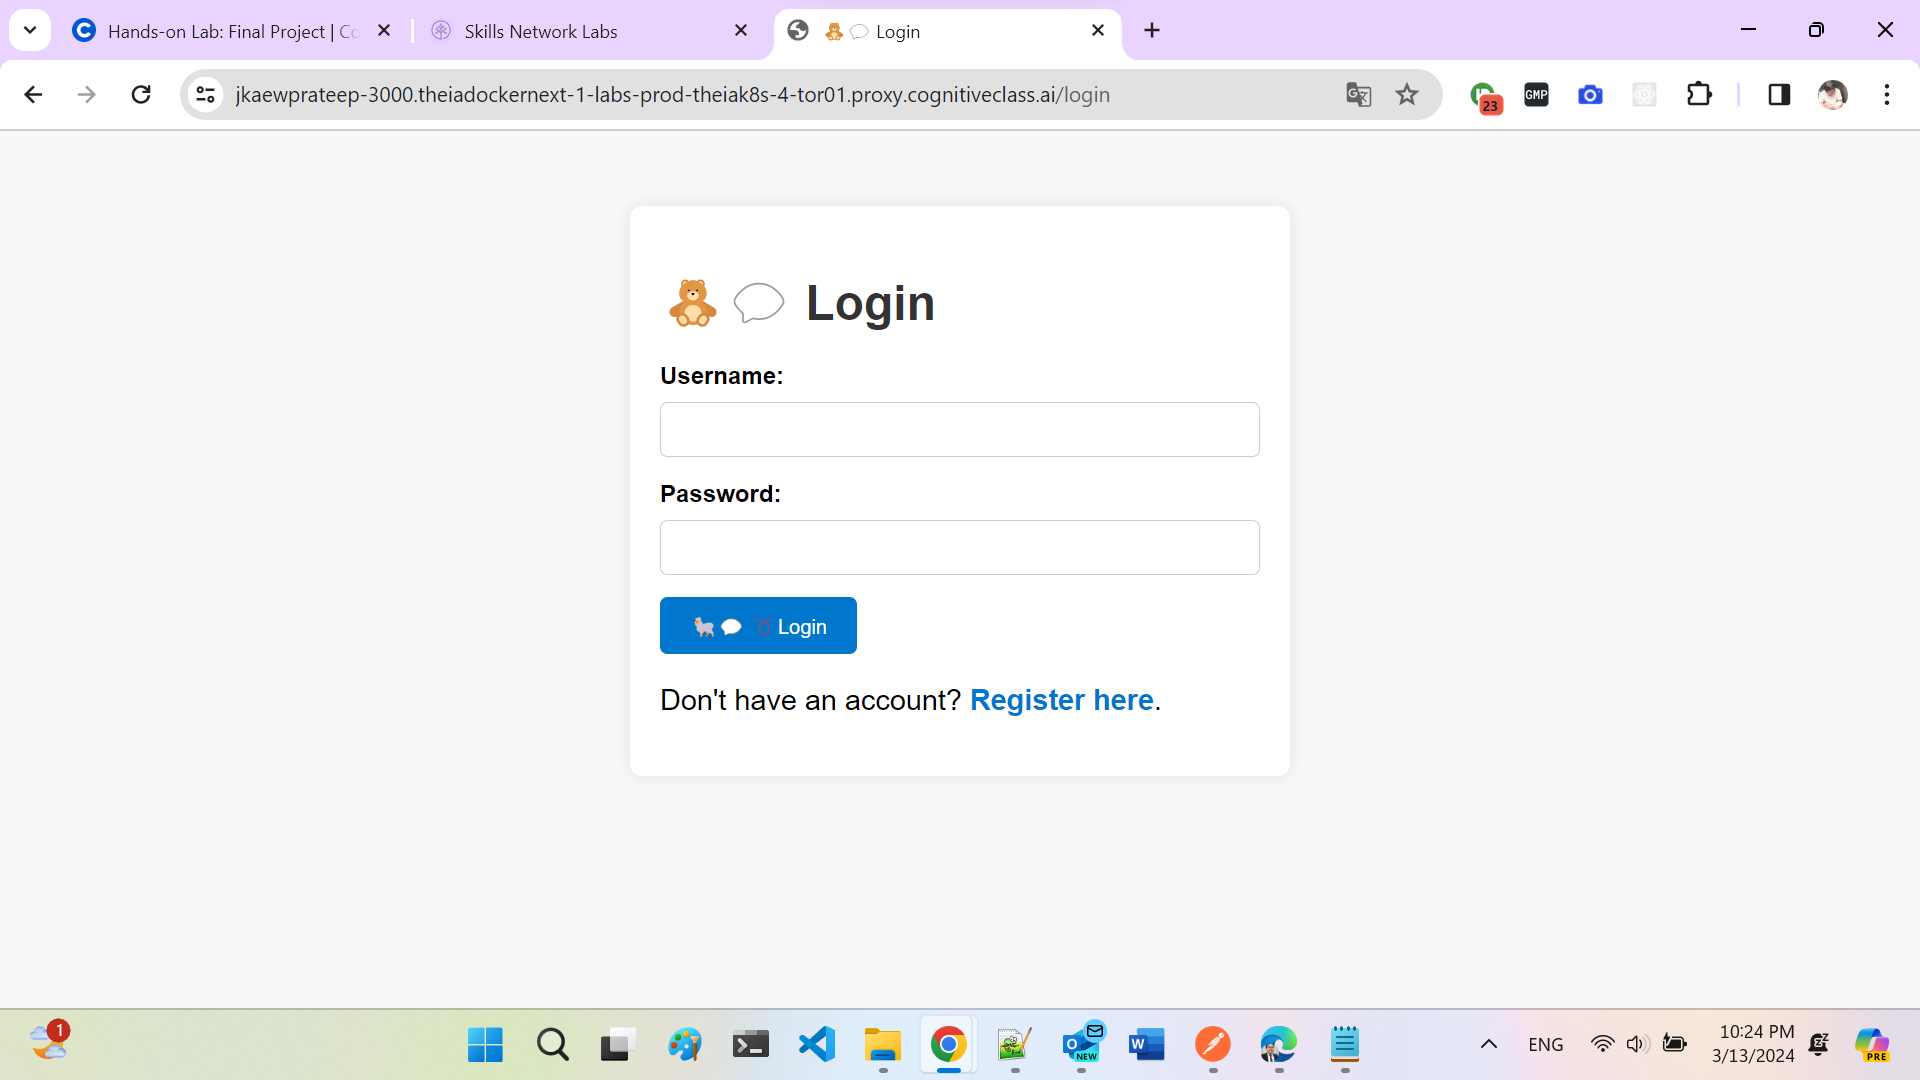 Hands-on Lab: Final Project | Co
Skills Network Labs
🧸💬 Login
jkaewprateep-3000.theiadockernext-1-labs-prod-theiak8s-4-tor01.proxy.cognitiveclass.ai/login
23
GMP
🧸💬 Login
Username:
Password:
🐐💬 ➰Login
Don't have an account? Register here.
1
NEW
W
ENG
10:24 PM
3/13/2024
PRE